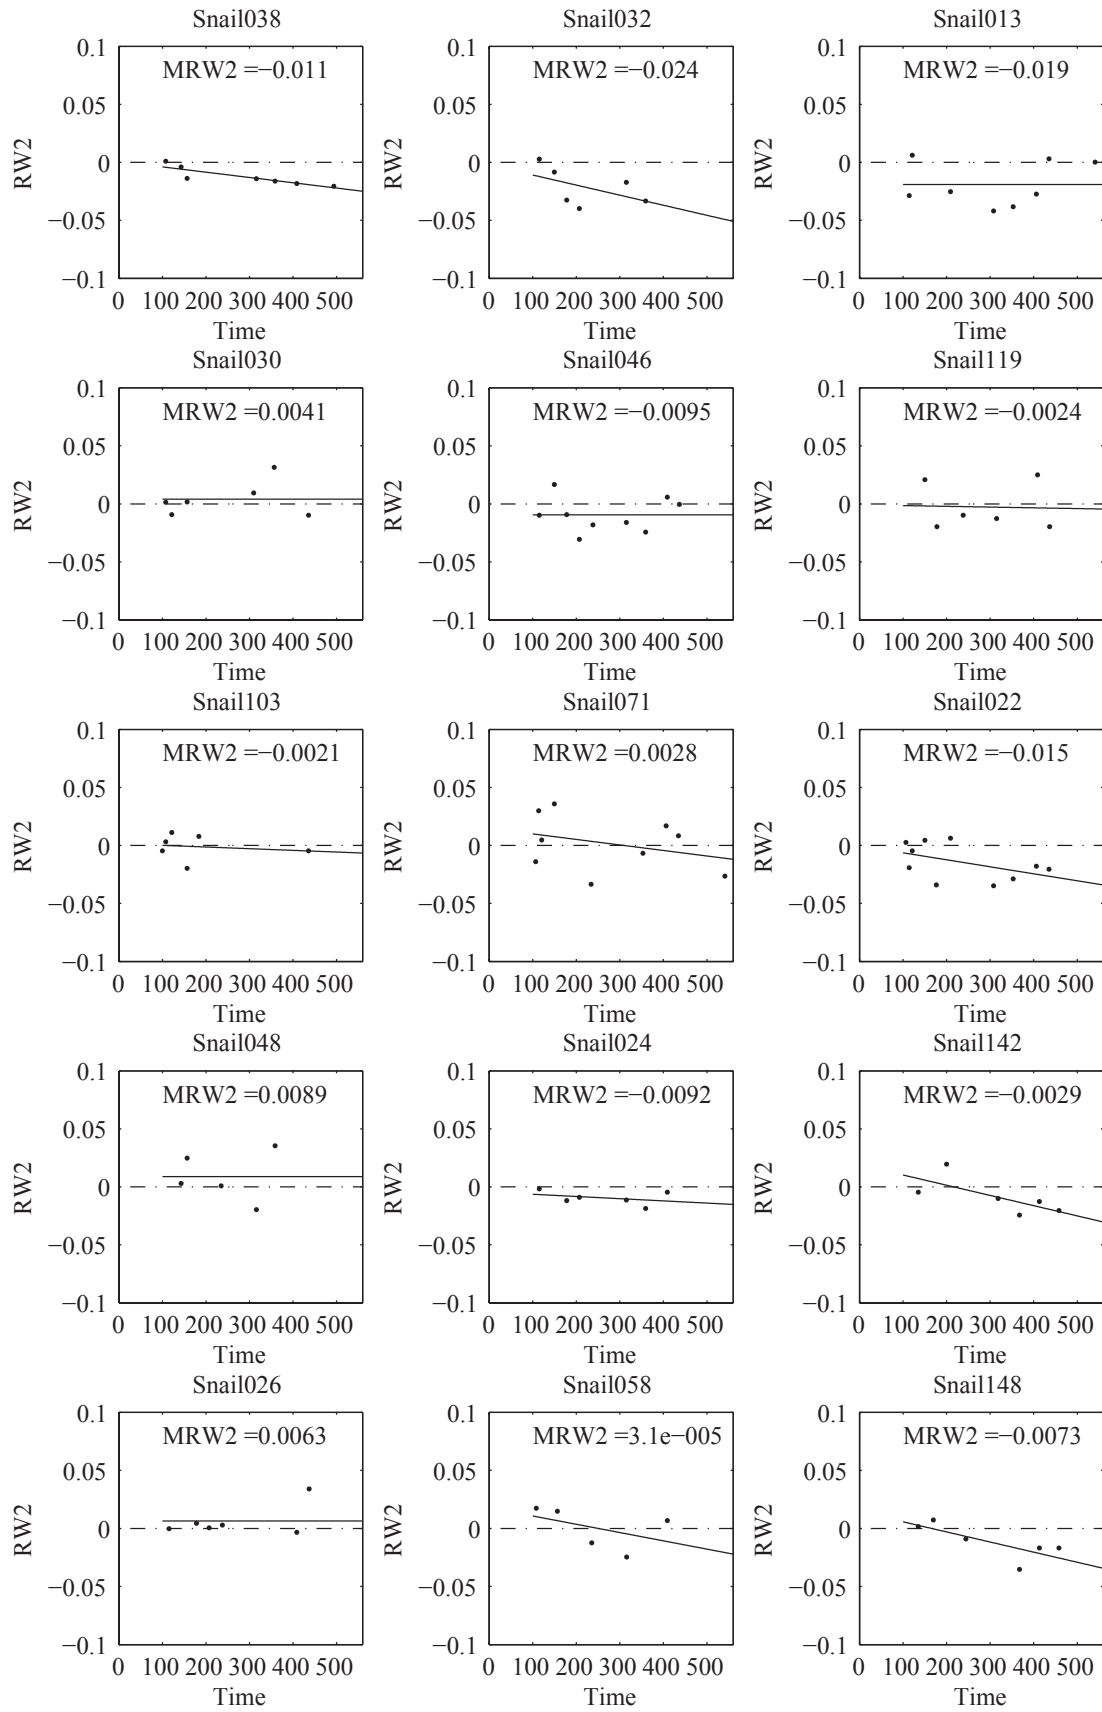 Snail038 Snail032 Snail013
0.1 0.1 0.1
MRW2 =−0.011 MRW2 =−0.024 MRW2 =−0.019
0.05 0.05 0.05
RW2 0 RW2 0 RW2 0
−0.05 −0.05 −0.05
−0.1 −0.1 −0.1
0 100 200 300 400 500 0 100 200 300 400 500 0 100 200 300 400 500
Time Time Time
Snail030 Snail046 Snail119
0.1 0.1 0.1
MRW2 =0.0041 MRW2 =−0.0095 MRW2 =−0.0024
0.05 0.05 0.05
RW2 0 RW2 0 RW2 0
−0.05 −0.05 −0.05
−0.1 −0.1 −0.1
0 100 200 300 400 500 0 100 200 300 400 500 0 100 200 300 400 500
Time Time Time
Snail103 Snail071 Snail022
0.1 0.1 0.1
MRW2 =−0.0021 MRW2 =0.0028 MRW2 =−0.015
0.05 0.05 0.05
RW2 0 RW2 0 RW2 0
−0.05 −0.05 −0.05
−0.1 −0.1 −0.1
0 100 200 300 400 500 0 100 200 300 400 500 0 100 200 300 400 500
Time Time Time
Snail048 Snail024 Snail142
0.1 0.1 0.1
MRW2 =0.0089 MRW2 =−0.0092 MRW2 =−0.0029
0.05 0.05 0.05
RW2 0 RW2 0 RW2 0
−0.05 −0.05 −0.05
−0.1 −0.1 −0.1
0 100 200 300 400 500 0 100 200 300 400 500 0 100 200 300 400 500
Time Time Time
Snail026 Snail058 Snail148
0.1 0.1 0.1
MRW2 =0.0063 MRW2 =3.1e−005 MRW2 =−0.0073
0.05 0.05 0.05
RW2 0 RW2 0 RW2 0
−0.05 −0.05 −0.05
−0.1 −0.1 −0.1
0 100 200 300 400 500 0 100 200 300 400 500 0 100 200 300 400 500
Time Time Time